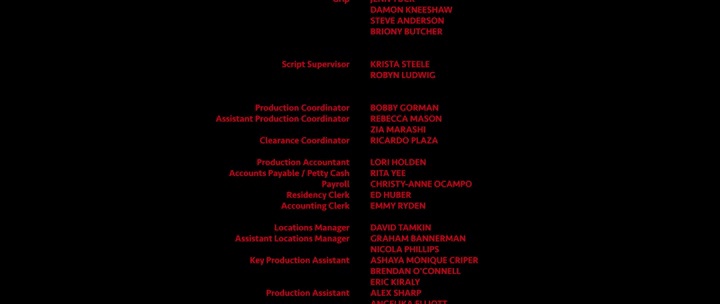 DAMON KNEESHAW
STEVE ANDERSON
BRIONY BUTCHER
Script Supervisor KRISTA STEELE
ROBYN LUDWIG
Production Coordinator BOBBY GORMAN
Assistant Production Coordinator REBECCA MASON
ZIA MARASHI
Clearance Coordinator RICARDO PLAZA
Production Accountant LORI HOLDEN
Accounts Payable / Petty Cash RITA YEE
Payroll CHRISTY-ANNE OCAMPO
Residency Clerk ED HUBER
Accounting Clerk EMMY RYDEN
Locations Manager DAVID TAMKIN
Assistant Locations Manager GRAHAM BANNERMAN
NICOLA PHILLIPS
Key Production Assistant ASHAYA MONIQUE CRIPER
BRENDAN O'CONNELL
ERIC KIRALY
Production Assistant ALEX SHARP
ANGELIKA ELLIOTT